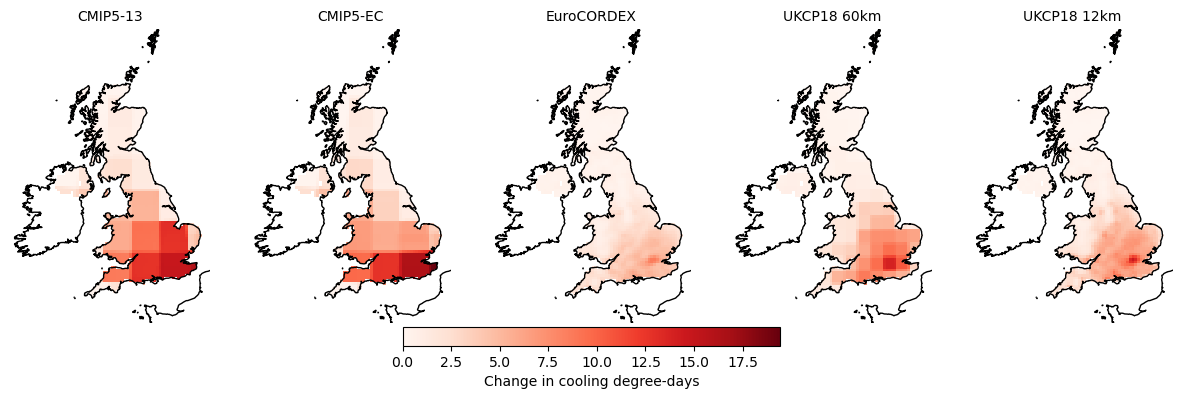 CMIP5-13
CMIP5-EC
EuroCORDEX
UKCP18 60km
UKCP18 12km
0.0 2.5 5.0 7.5 10.0 12.5 15.0 17.5
Change in cooling degree-days